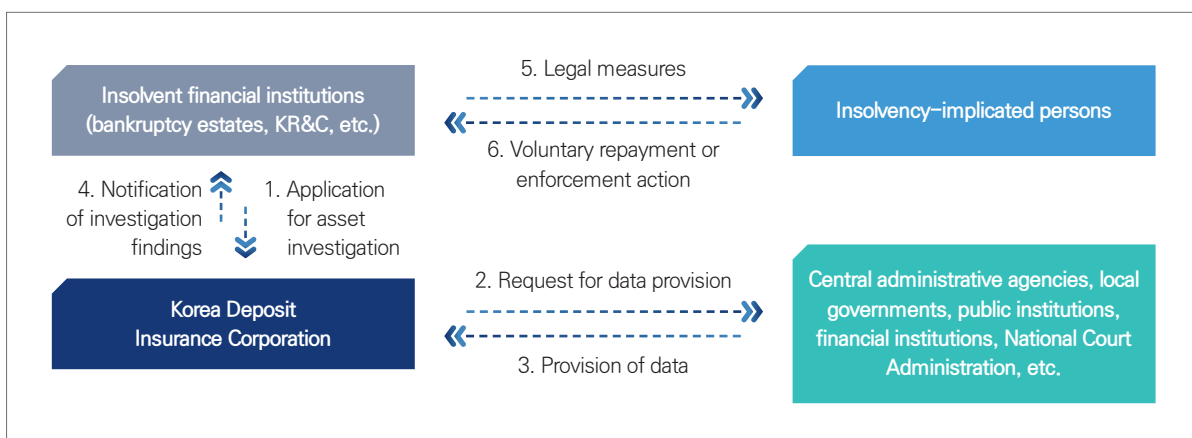 Insolvent financial institutions
(bankruptcy estates, KR&C, etc.)
5. Legal measures
6. Voluntary repayment or
enforcement action
Insolvency-implicated persons
4. Notification
of investigation
findings
1. Application
for asset
investigation
Korea Deposit
Insurance Corporation
2. Request for data provision
3. Provision of data
Central administrative agencies, local
governments, public institutions,
financial institutions, National Court
Administration, etc.